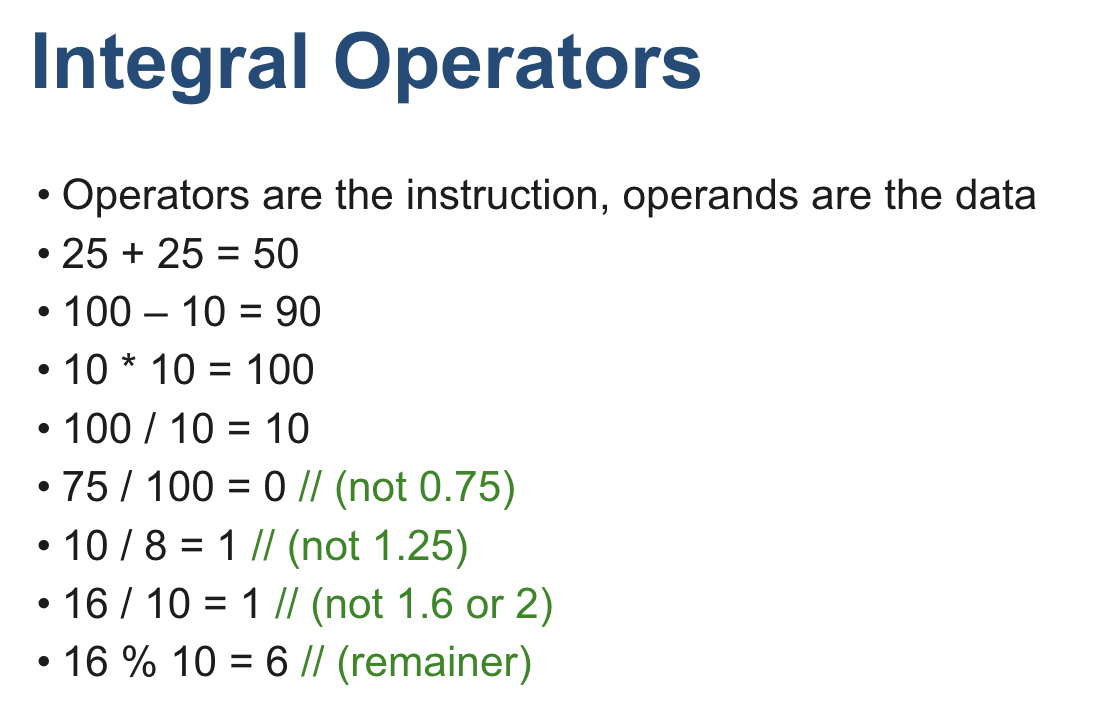 Integral Operators
• Operators are the instruction, operands are the data
• 25 + 25 = 50
• 100 – 10 = 90
• 10 * 10 = 100
• 100 / 10 = 10
• 75 / 100 = 0 // (not 0.75)
• 10 / 8 = 1 // (not 1.25)
• 16 / 10 = 1 // (not 1.6 or 2)
• 16 % 10 = 6 // (remainer)